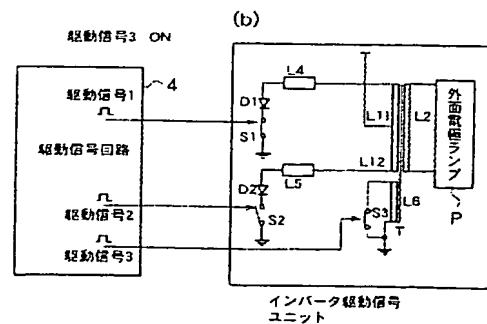 (b)
駆動信号3 ON
4
駆動信号1
駆動信号回路
駆動信号2
駆動信号3
D1
L4
S1
L11
L2
外面電極ランプ
D2
L5
L12
S2
S3
L6
T
P
インバータ駆動信号
ユニット